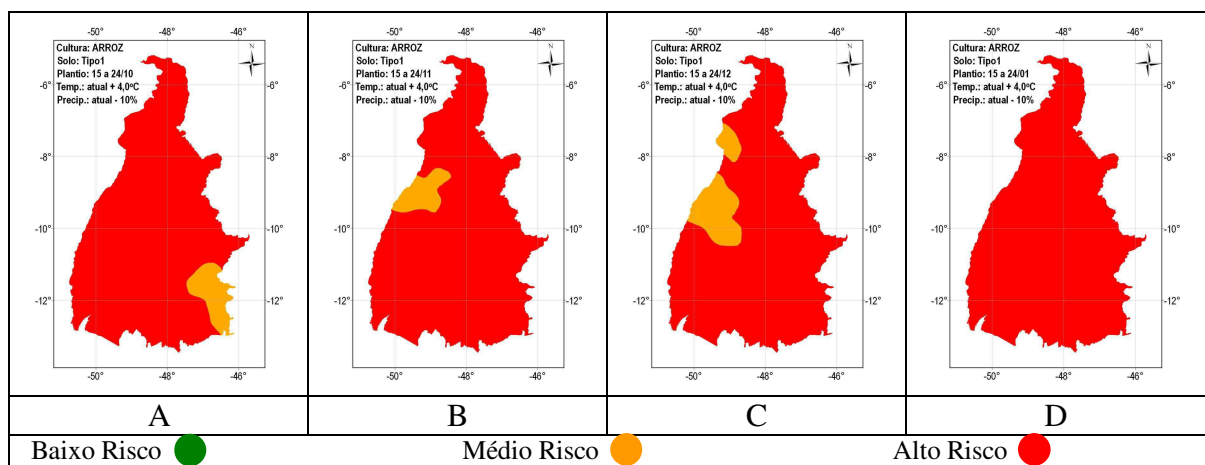 -50° -48° -46°
Cultura: ARROZ
Solo: Tipo1
Plantio: 15 a 24/10
Temp.: atual + 4,0ºC
Precip.: atual - 10%
N
-6° -6°
-8° -8°
-10° -10°
-12° -12°
-50° -48° -46°
A
-50° -48° -46°
Cultura: ARROZ
Solo: Tipo1
Plantio: 15 a 24/11
Temp.: atual + 4,0ºC
Precip.: atual - 10%
N
-6° -6°
-8° -8°
-10° -10°
-12° -12°
-50° -48° -46°
B
-50° -48° -46°
Cultura: ARROZ
Solo: Tipo1
Plantio: 15 a 24/12
Temp.: atual + 4,0ºC
Precip.: atual - 10%
N
-6° -6°
-8° -8°
-10° -10°
-12° -12°
-50° -48° -46°
C
-50° -48° -46°
Cultura: ARROZ
Solo: Tipo1
Plantio: 15 a 24/01
Temp.: atual + 4,0ºC
Precip.: atual - 10%
N
-6° -6°
-8° -8°
-10° -10°
-12° -12°
-50° -48° -46°
D
Baixo Risco Médio Risco Alto Risco